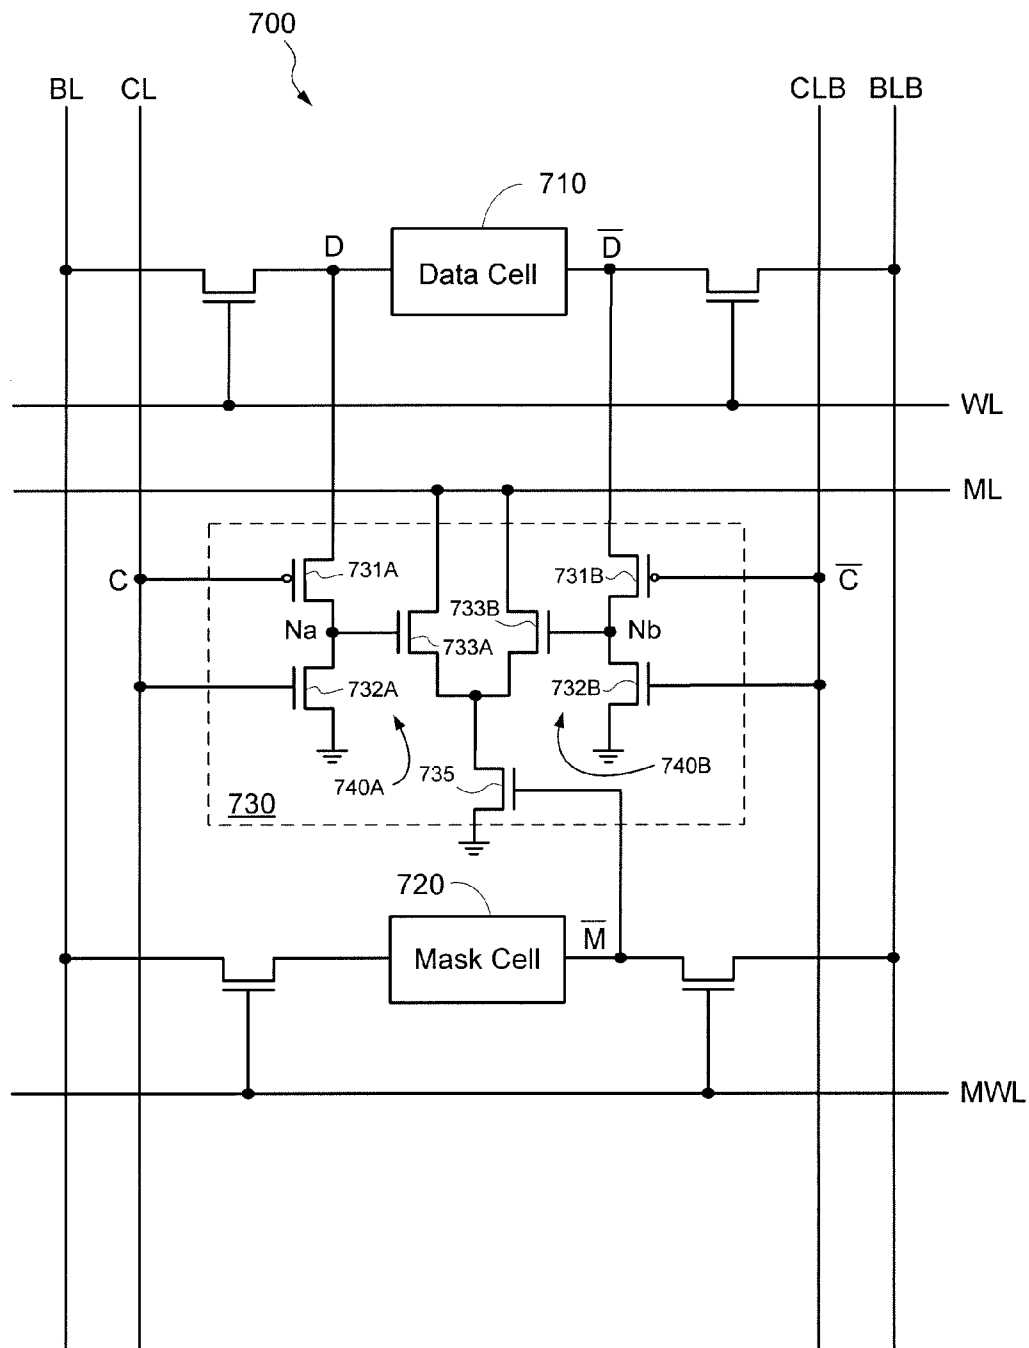 700
BL CL CLB BLB
710
D Data Cell D̅
WL
ML
C 731A 731B C̅
733B
Na 733A Nb
732A 732B
740A 735 740B
730
720
Mask Cell M̅
MWL